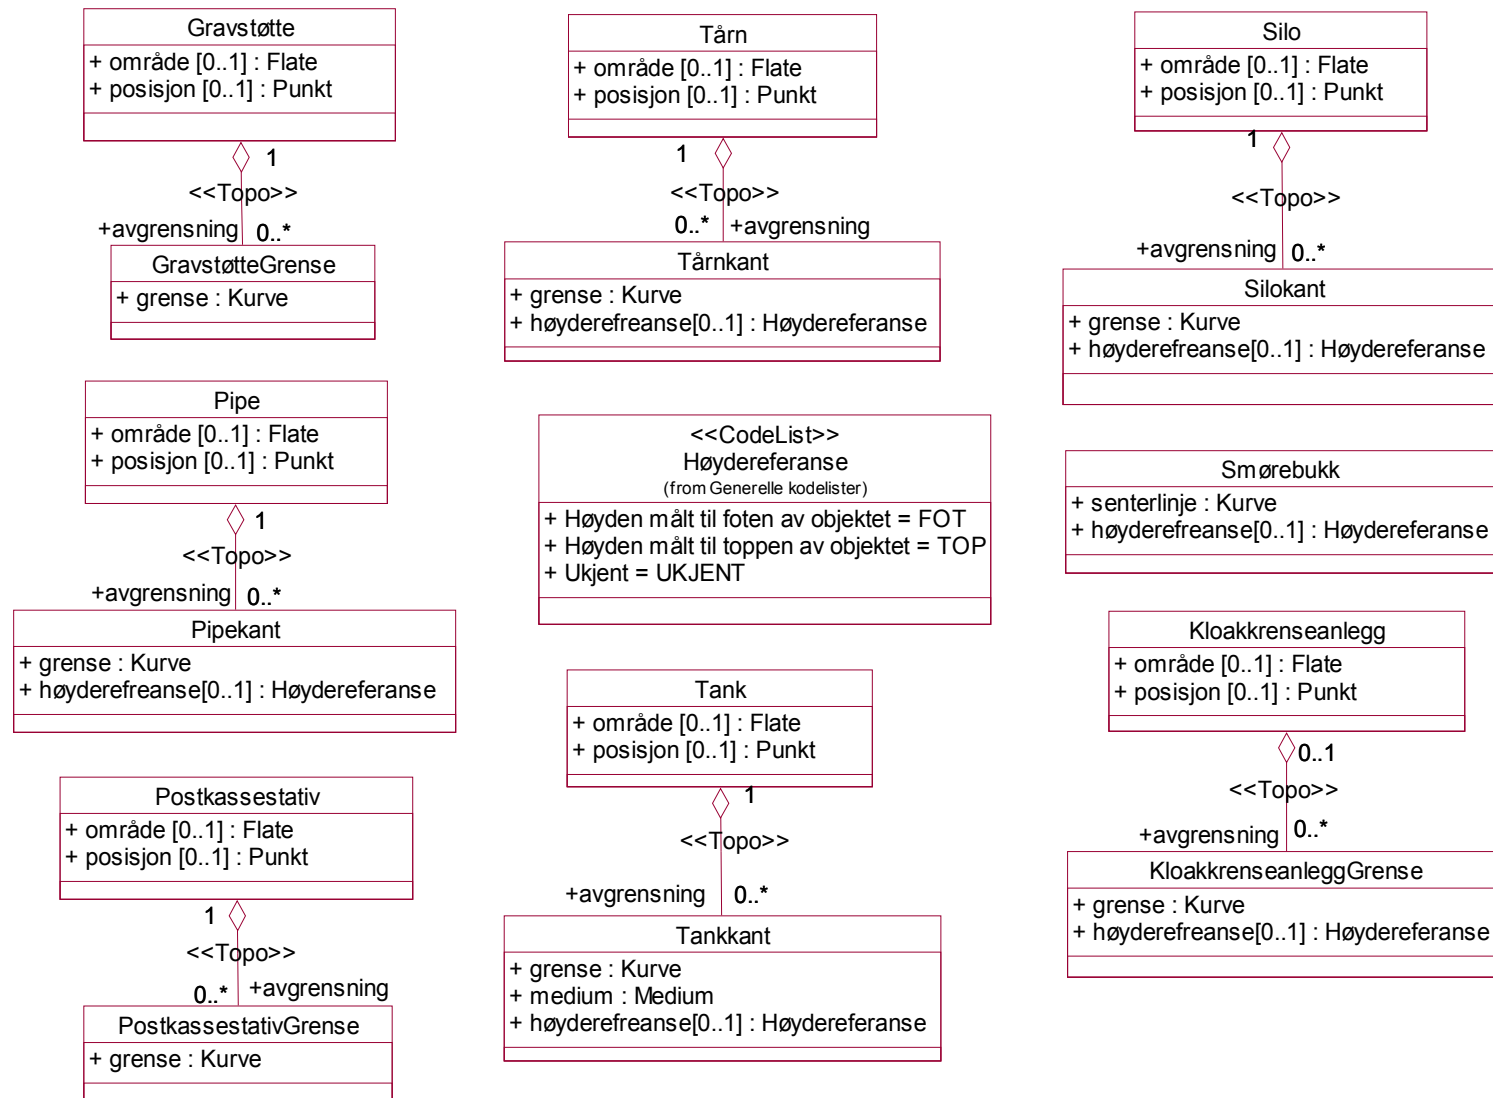 Gravstøtte
+ område [0..1] : Flate
+ posisjon [0..1] : Punkt
1
<<Topo>>
+avgrensning 0..*
GravstøtteGrense
+ grense : Kurve
Pipe
+ område [0..1] : Flate
+ posisjon [0..1] : Punkt
1
<<Topo>>
+avgrensning 0..*
Pipekant
+ grense : Kurve
+ høyderefreanse[0..1] : Høydereferanse
Postkassestativ
+ område [0..1] : Flate
+ posisjon [0..1] : Punkt
1
<<Topo>>
0..* +avgrensning
PostkassestativGrense
+ grense : Kurve
Tårn
+ område [0..1] : Flate
+ posisjon [0..1] : Punkt
1
<<Topo>>
0..* +avgrensning
Tårnkant
+ grense : Kurve
+ høyderefreanse[0..1] : Høydereferanse
<<CodeList>>
Høydereferanse
(from Generelle kodelister)
+ Høyden målt til foten av objektet = FOT
+ Høyden målt til toppen av objektet = TOP
+ Ukjent = UKJENT
Tank
+ område [0..1] : Flate
+ posisjon [0..1] : Punkt
1
<<Topo>>
+avgrensning 0..*
Tankkant
+ grense : Kurve
+ medium : Medium
+ høyderefreanse[0..1] : Høydereferanse
Silo
+ område [0..1] : Flate
+ posisjon [0..1] : Punkt
1
<<Topo>>
+avgrensning 0..*
Silokant
+ grense : Kurve
+ høyderefreanse[0..1] : Høydereferanse
Smørebukk
+ senterlinje : Kurve
+ høyderefreanse[0..1] : Høydereferanse
Kloakkrenseanlegg
+ område [0..1] : Flate
+ posisjon [0..1] : Punkt
0..1
<<Topo>>
+avgrensning 0..*
KloakkrenseanleggGrense
+ grense : Kurve
+ høyderefreanse[0..1] : Høydereferanse